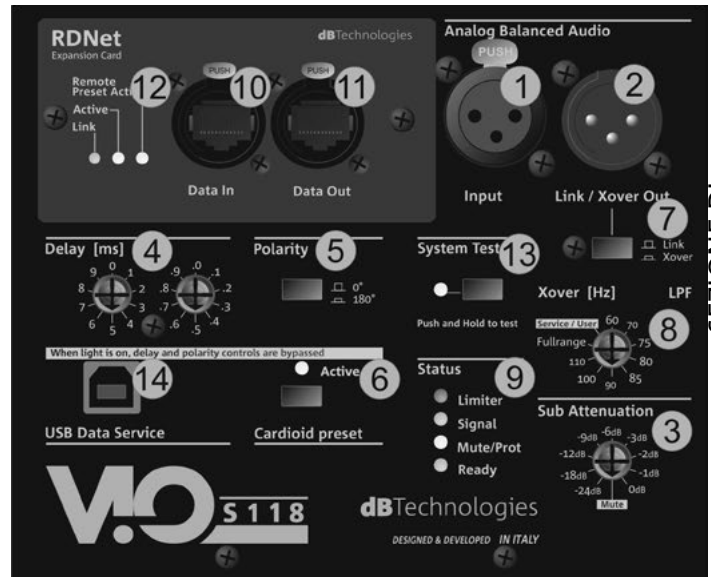 RDNet
Expansion Card
dBTechnologies
Remote
Preset Acti
Active
Link
12
PUSH
10
PUSH
11
Data In
Data Out
Analog Balanced Audio
PUSH
1
2
Input
Link / Xover Out
7
Link
Xover
Delay [ms]
4
0 1 2 3 4 5 6 7 8 9
.0 .1 .2 .3 .4 .5 .6 .7 .8 .9
Polarity
5
0°
180°
System Test
13
Push and Hold to test
Xover [Hz]
LPF
8
Service / User
60
70
75
80
85
90
100
110
Fullrange
When light is on, delay and polarity controls are bypassed
14
Active
6
USB Data Service
Cardioid preset
Status
9
Limiter
Signal
Mute/Prot
Ready
Sub Attenuation
3
-6dB
-3dB
-2dB
-1dB
0dB
Mute
-24dB
-18dB
-12dB
-9dB
VIO
S118
dBTechnologies
DESIGNED & DEVELOPED IN ITALY